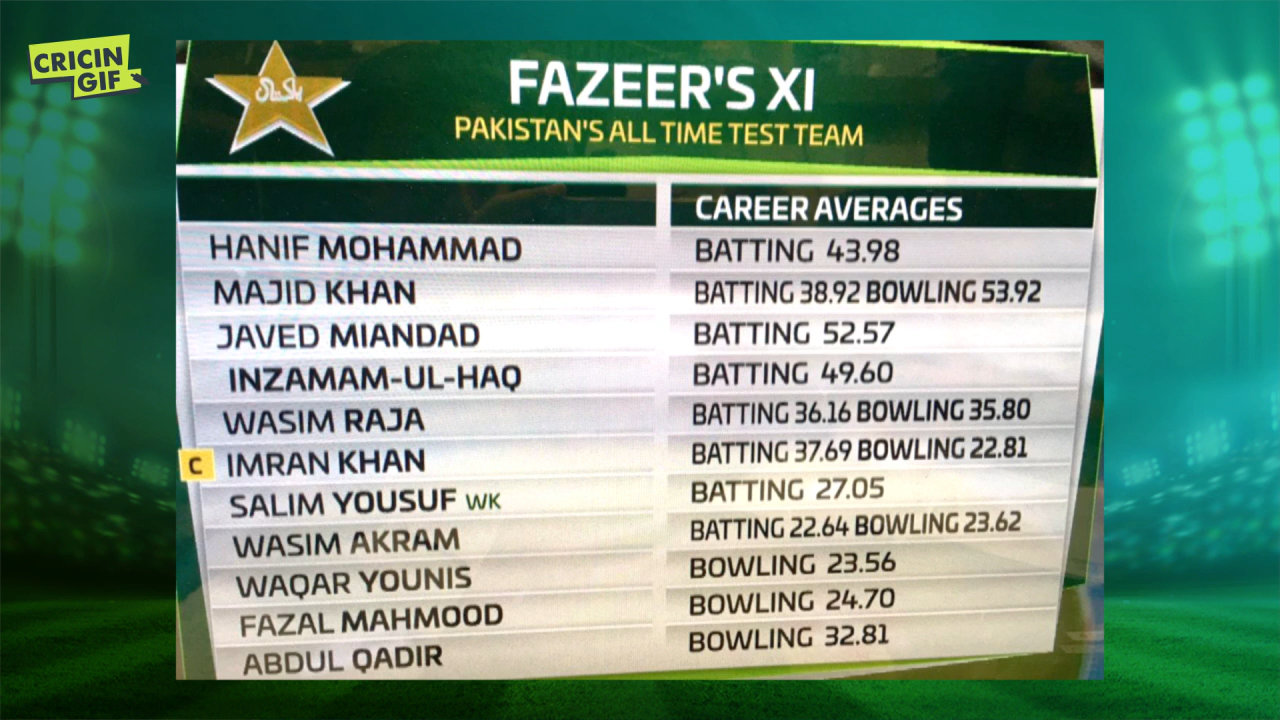 CRICIN
GIF
پاکستان
FAZEER'S XI
PAKISTAN'S ALL TIME TEST TEAM
CAREER AVERAGES
HANIF MOHAMMAD BATTING 43.98
MAJID KHAN BATTING 38.92 BOWLING 53.92
JAVED MIANDAD BATTING 52.57
INZAMAM-UL-HAQ BATTING 49.60
WASIM RAJA BATTING 36.16 BOWLING 35.80
C IMRAN KHAN BATTING 37.69 BOWLING 22.81
SALIM YOUSUF WK BATTING 27.05
WASIM AKRAM BATTING 22.64 BOWLING 23.62
WAQAR YOUNIS BOWLING 23.56
FAZAL MAHMOOD BOWLING 24.70
ABDUL QADIR BOWLING 32.81